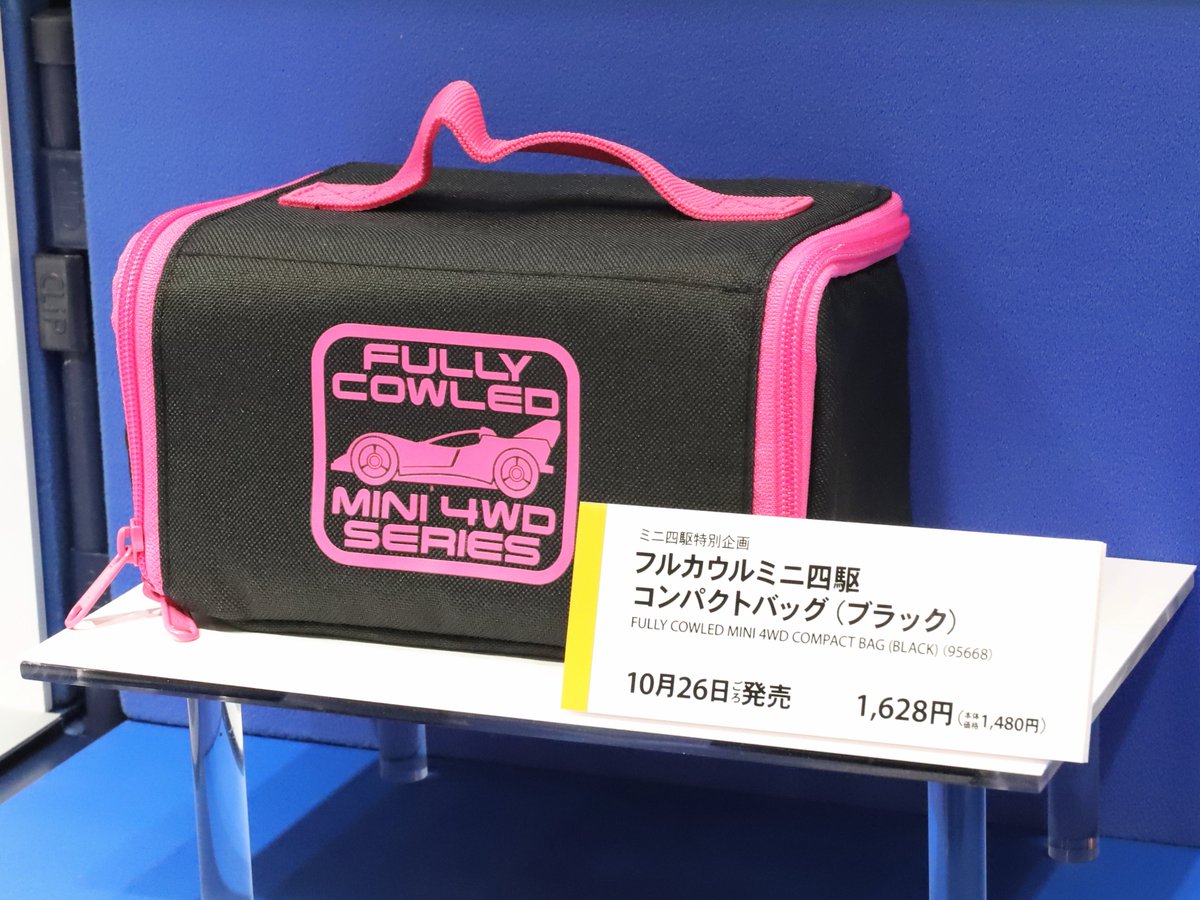 CLiP
FULLY
COWLED
MINI 4WD
SERIES
ミニ四駆特別企画
フルカウルミニ四駆
コンパクトバッグ（ブラック）
FULLY COWLED MINI 4WD COMPACT BAG (BLACK)（95668）
10月26日ごろ発売 1,628円（本体価格1,480円）